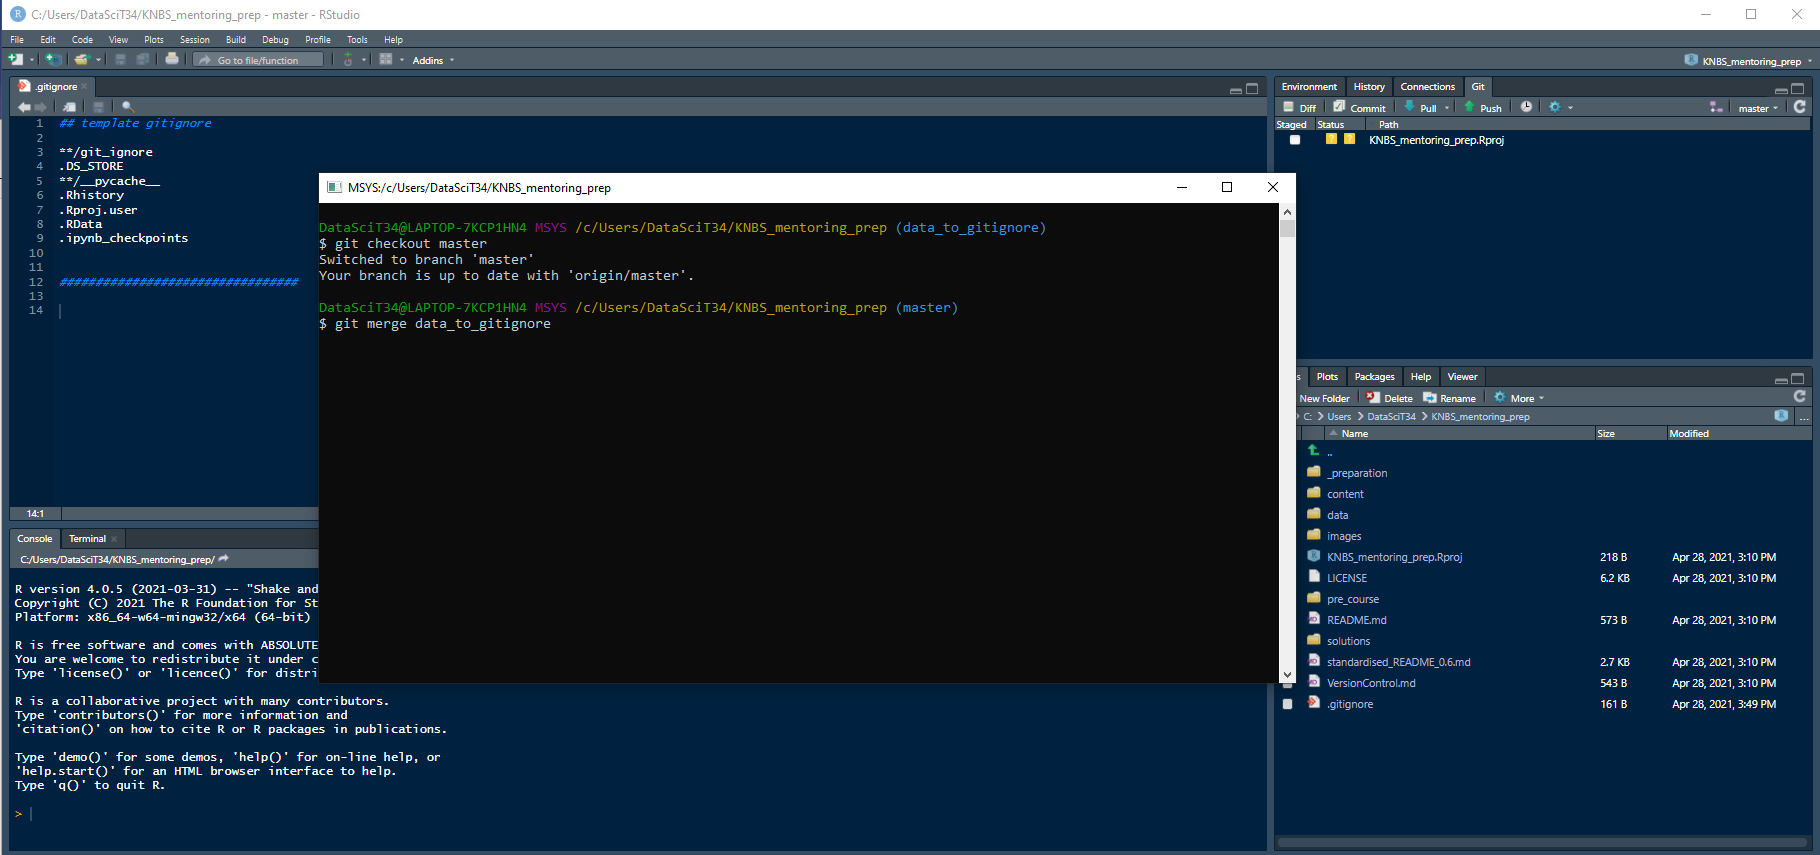 C:/Users/DataSciT34/KNBS_mentoring_prep - master - RStudio
File Edit Code View Plots Session Build Debug Profile Tools Help
Go to file/function Addins KNBS_mentoring_prep
.gitignore
1 ## template gitignore
2
3 **/git_ignore
4 .DS_STORE
5 **/__pycache__
6 .Rhistory
7 .Rproj.user
8 .RData
9 .ipynb_checkpoints
10
11
12 #################################
13
14
14:1
MSYS:/c/Users/DataSciT34/KNBS_mentoring_prep
DataSciT34@LAPTOP-7KCP1HN4 MSYS /c/Users/DataSciT34/KNBS_mentoring_prep (data_to_gitignore)
$ git checkout master
Switched to branch 'master'
Your branch is up to date with 'origin/master'.
DataSciT34@LAPTOP-7KCP1HN4 MSYS /c/Users/DataSciT34/KNBS_mentoring_prep (master)
$ git merge data_to_gitignore
Console Terminal
C:/Users/DataSciT34/KNBS_mentoring_prep/
R version 4.0.5 (2021-03-31) -- "Shake and
Copyright (C) 2021 The R Foundation for St
Platform: x86_64-w64-mingw32/x64 (64-bit)
R is free software and comes with ABSOLUTE
You are welcome to redistribute it under c
Type 'license()' or 'licence()' for distri
R is a collaborative project with many contributors.
Type 'contributors()' for more information and
'citation()' on how to cite R or R packages in publications.
Type 'demo()' for some demos, 'help()' for on-line help, or
'help.start()' for an HTML browser interface to help.
Type 'q()' to quit R.
>
Environment History Connections Git
Diff Commit Pull Push master
Staged Status Path
? ? KNBS_mentoring_prep.Rproj
s Plots Packages Help Viewer
New Folder Delete Rename More
C: Users DataSciT34 KNBS_mentoring_prep ...
Name Size Modified
..
_preparation
content
data
images
KNBS_mentoring_prep.Rproj 218 B Apr 28, 2021, 3:10 PM
LICENSE 6.2 KB Apr 28, 2021, 3:10 PM
pre_course
README.md 573 B Apr 28, 2021, 3:10 PM
solutions
standardised_README_0.6.md 2.7 KB Apr 28, 2021, 3:10 PM
VersionControl.md 543 B Apr 28, 2021, 3:10 PM
.gitignore 161 B Apr 28, 2021, 3:49 PM